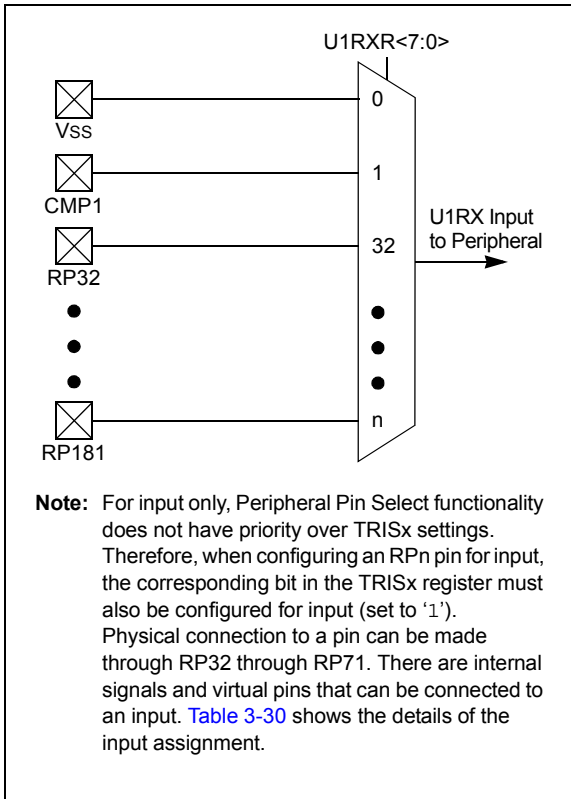 U1RXR<7:0>
0
Vss
1
CMP1
U1RX Input
to Peripheral
32
RP32
n
RP181
Note: For input only, Peripheral Pin Select functionality
does not have priority over TRISx settings.
Therefore, when configuring an RPn pin for input,
the corresponding bit in the TRISx register must
also be configured for input (set to ‘1’).
Physical connection to a pin can be made
through RP32 through RP71. There are internal
signals and virtual pins that can be connected to
an input. Table 3-30 shows the details of the
input assignment.